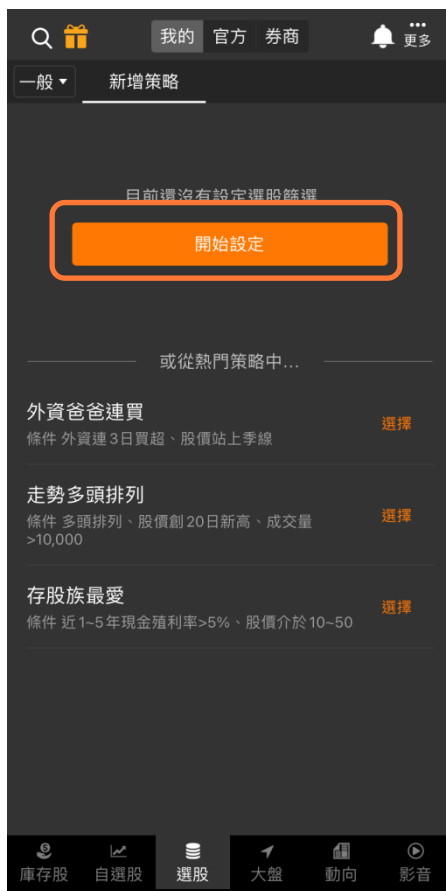 我的 官方 券商 更多
一般 新增策略
目前還沒有設定選股篩選
開始設定
或從熱門策略中...
外資爸爸連買
選擇
條件 外資連3日買超、股價站上季線
走勢多頭排列
選擇
條件 多頭排列、股價創20日新高、成交量
>10,000
存股族最愛
選擇
條件 近1~5年現金殖利率>5%、股價介於10~50
庫存股 自選股 選股 大盤 動向 影音